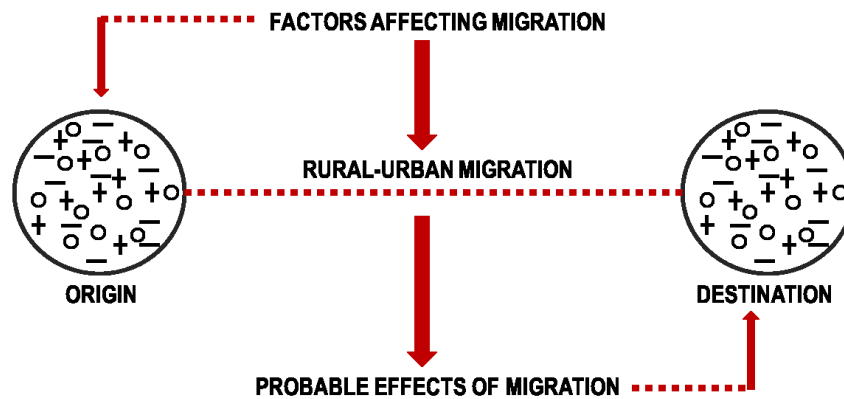 FACTORS AFFECTING MIGRATION
RURAL-URBAN MIGRATION
ORIGIN
DESTINATION
PROBABLE EFFECTS OF MIGRATION